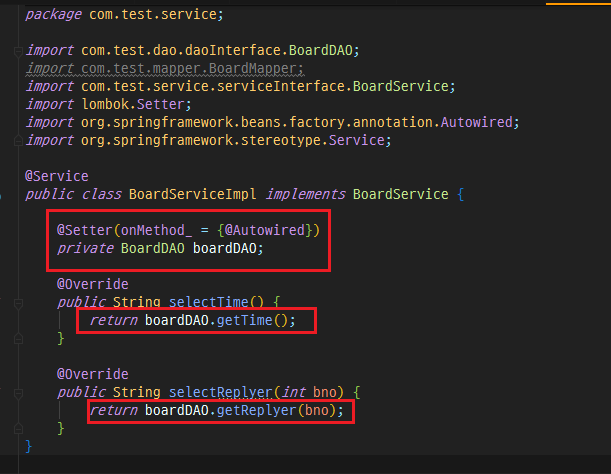 package com.test.service;
import com.test.dao.daoInterface.BoardDAO;
import com.test.mapper.BoardMapper;
import com.test.service.serviceInterface.BoardService;
import lombok.Setter;
import org.springframework.beans.factory.annotation.Autowired;
import org.springframework.stereotype.Service;
@Service
public class BoardServiceImpl implements BoardService {
@Setter(onMethod_ = {@Autowired})
private BoardDAO boardDAO;
@Override
public String selectTime() {
return boardDAO.getTime();
}
@Override
public String selectReplyer(int bno) {
return boardDAO.getReplyer(bno);
}
}